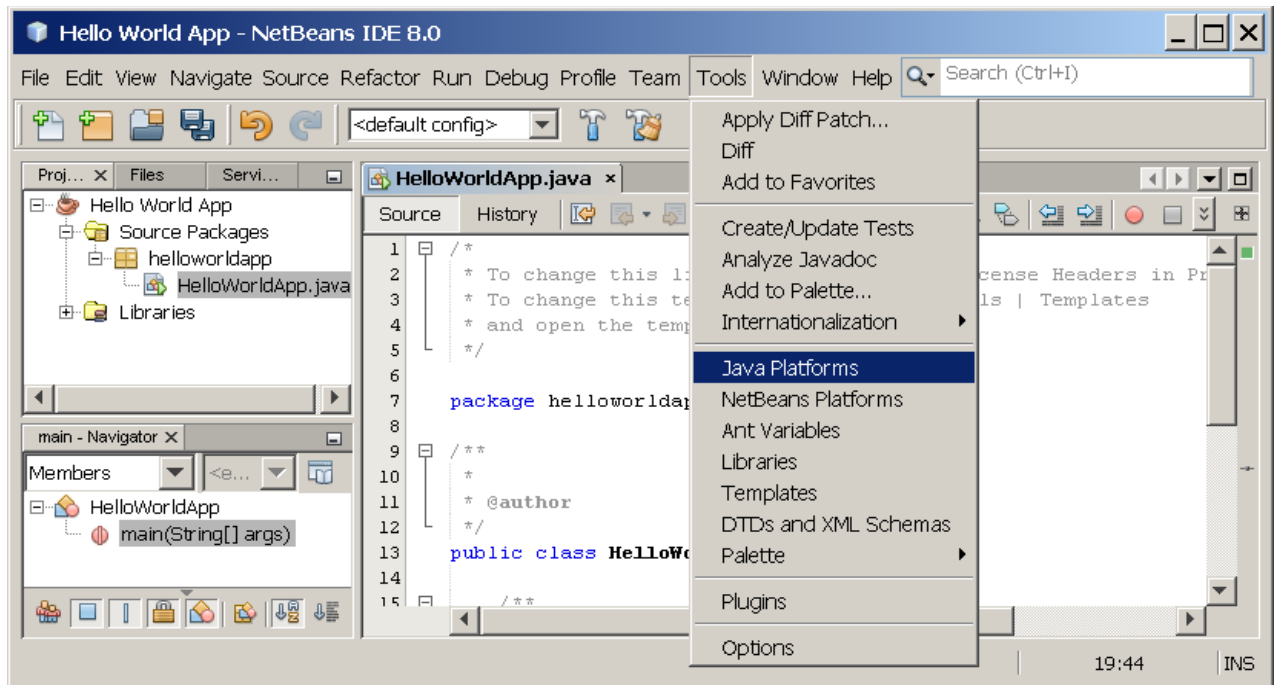 Hello World App - NetBeans IDE 8.0
File Edit View Navigate Source Refactor Run Debug Profile Team Tools Window Help Search (Ctrl+I)
<default config>
Proj... Files Servi...
Hello World App
Source Packages
helloworldapp
HelloWorldApp.java
Libraries
main - Navigator
Members <e...
HelloWorldApp
main(String[] args)
HelloWorldApp.java
Source History
1 /*
2 * To change this li cense Headers in Pr
3 * To change this te ls | Templates
4 * and open the temp
5 */
6
7 package helloworldap
8
9 /**
10 *
11 * @author
12 */
13 public class HelloWo
14
15 /**
Apply Diff Patch...
Diff
Add to Favorites
Create/Update Tests
Analyze Javadoc
Add to Palette...
Internationalization
Java Platforms
NetBeans Platforms
Ant Variables
Libraries
Templates
DTDs and XML Schemas
Palette
Plugins
Options
19:44 INS